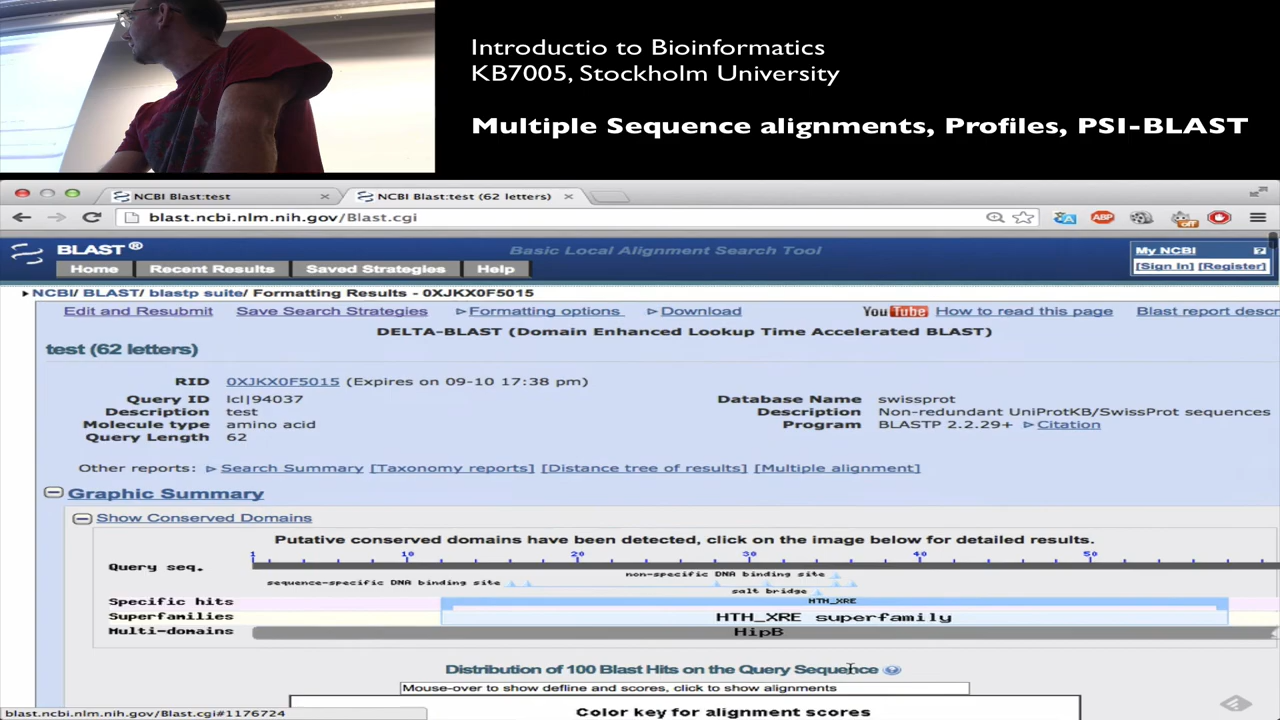 Introductio to Bioinformatics
KB7005, Stockholm University
Multiple Sequence alignments, Profiles, PSI-BLAST
NCBI Blast:test
NCBI Blast:test (62 letters)
blast.ncbi.nlm.nih.gov/Blast.cgi
ABP
off
BLAST®
Basic Local Alignment Search Tool
My NCBI
?
[Sign In] [Register]
Home
Recent Results
Saved Strategies
Help
NCBI/ BLAST/ blastp suite/ Formatting Results - 0XJKX0F5015
Edit and Resubmit
Save Search Strategies
Formatting options
Download
YouTube How to read this page
Blast report descr
DELTA-BLAST (Domain Enhanced Lookup Time Accelerated BLAST)
test (62 letters)
RID 0XJKX0F5015 (Expires on 09-10 17:38 pm)
Query ID lcl|94037
Description test
Molecule type amino acid
Query Length 62
Database Name swissprot
Description Non-redundant UniProtKB/SwissProt sequences
Program BLASTP 2.2.29+ Citation
Other reports: Search Summary [Taxonomy reports] [Distance tree of results] [Multiple alignment]
Graphic Summary
Show Conserved Domains
Putative conserved domains have been detected, click on the image below for detailed results.
1 10 20 30 40 50
Query seq.
non-specific DNA binding site
sequence-specific DNA binding site
salt bridge
Specific hits HTH_XRE
Superfamilies HTH_XRE superfamily
Multi-domains HipB
Distribution of 100 Blast Hits on the Query Sequence
Mouse-over to show defline and scores, click to show alignments
Color key for alignment scores
blast.ncbi.nlm.nih.gov/Blast.cgi#1176724